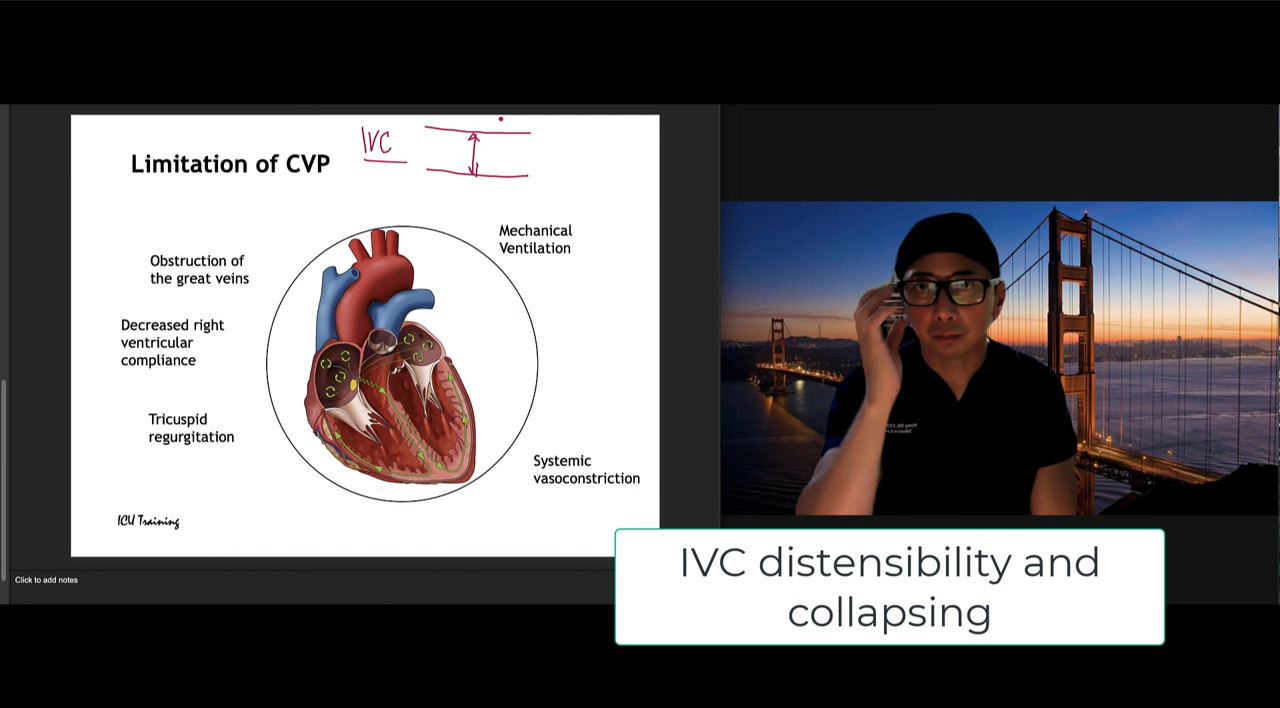 IVC
Limitation of CVP
Mechanical
Ventilation
Obstruction of
the great veins
Decreased right
ventricular
compliance
Tricuspid
regurgitation
Systemic
vasoconstriction
ICU Training
Click to add notes
IVC distensibility and
collapsing